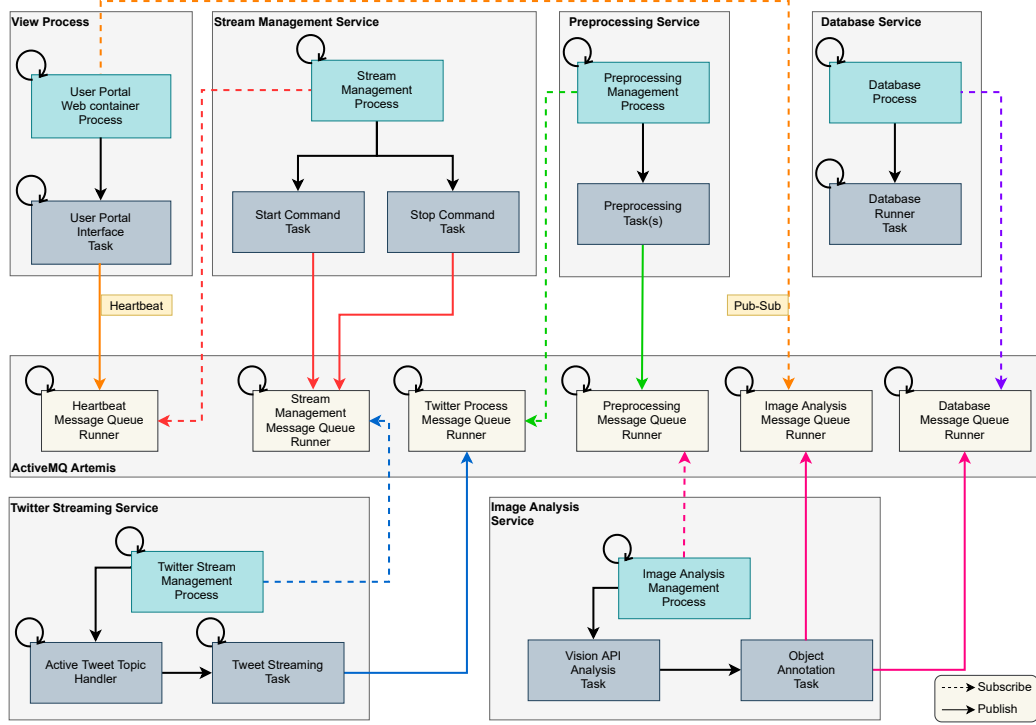 View Process
Stream Management Service
Preprocessing Service
Database Service
User Portal
Web container
Process
Stream
Management
Process
Preprocessing
Management
Process
Database
Process
User Portal
Interface
Task
Start Command
Task
Stop Command
Task
Preprocessing
Task(s)
Database
Runner
Task
Heartbeat
Pub-Sub
Heartbeat
Message Queue
Runner
Stream
Management
Message Queue
Runner
Twitter Process
Message Queue
Runner
Preprocessing
Message Queue
Runner
Image Analysis
Message Queue
Runner
Database
Message Queue
Runner
ActiveMQ Artemis
Twitter Streaming Service
Image Analysis
Service
Twitter Stream
Management
Process
Image Analysis
Management
Process
Active Tweet Topic
Handler
Tweet Streaming
Task
Vision API
Analysis
Task
Object
Annotation
Task
Subscribe
Publish